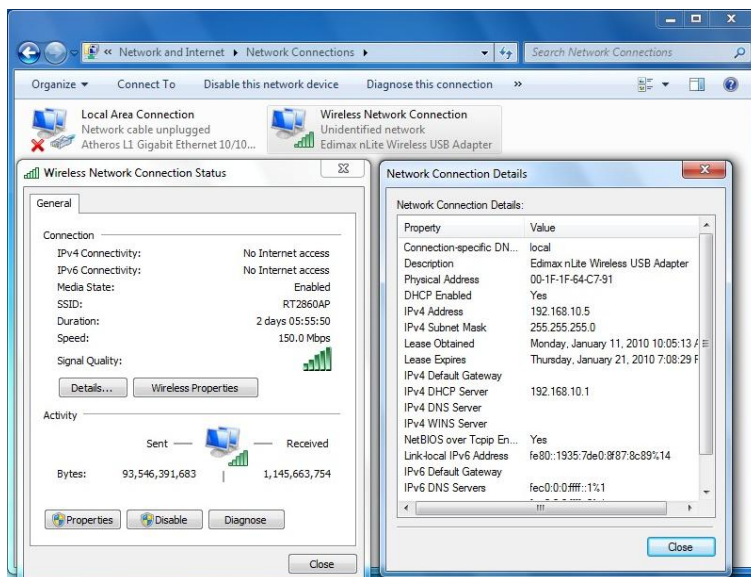 « Network and Internet ▸ Network Connections ▸
Search Network Connections
Organize ▾ Connect To Disable this network device Diagnose this connection »
Local Area Connection
Network cable unplugged
Atheros L1 Gigabit Ethernet 10/10...
Wireless Network Connection
Unidentified network
Edimax nLite Wireless USB Adapter
Wireless Network Connection Status
General
Connection
IPv4 Connectivity: No Internet access
IPv6 Connectivity: No Internet access
Media State: Enabled
SSID: RT2860AP
Duration: 2 days 05:55:50
Speed: 150.0 Mbps
Signal Quality:
Details... Wireless Properties
Activity
Sent — — Received
Bytes: 93,546,391,683 | 1,145,663,754
Properties Disable Diagnose
Close
Network Connection Details
Network Connection Details:
Property Value
Connection-specific DN... local
Description Edimax nLite Wireless USB Adapter
Physical Address 00-1F-1F-64-C7-91
DHCP Enabled Yes
IPv4 Address 192.168.10.5
IPv4 Subnet Mask 255.255.255.0
Lease Obtained Monday, January 11, 2010 10:05:13
Lease Expires Thursday, January 21, 2010 7:08:29
IPv4 Default Gateway
IPv4 DHCP Server 192.168.10.1
IPv4 DNS Server
IPv4 WINS Server
NetBIOS over Tcpip En... Yes
Link-local IPv6 Address fe80::1935:7de0:8f87:8c89%14
IPv6 Default Gateway
IPv6 DNS Servers fec0:0:0:ffff::1%1
Close